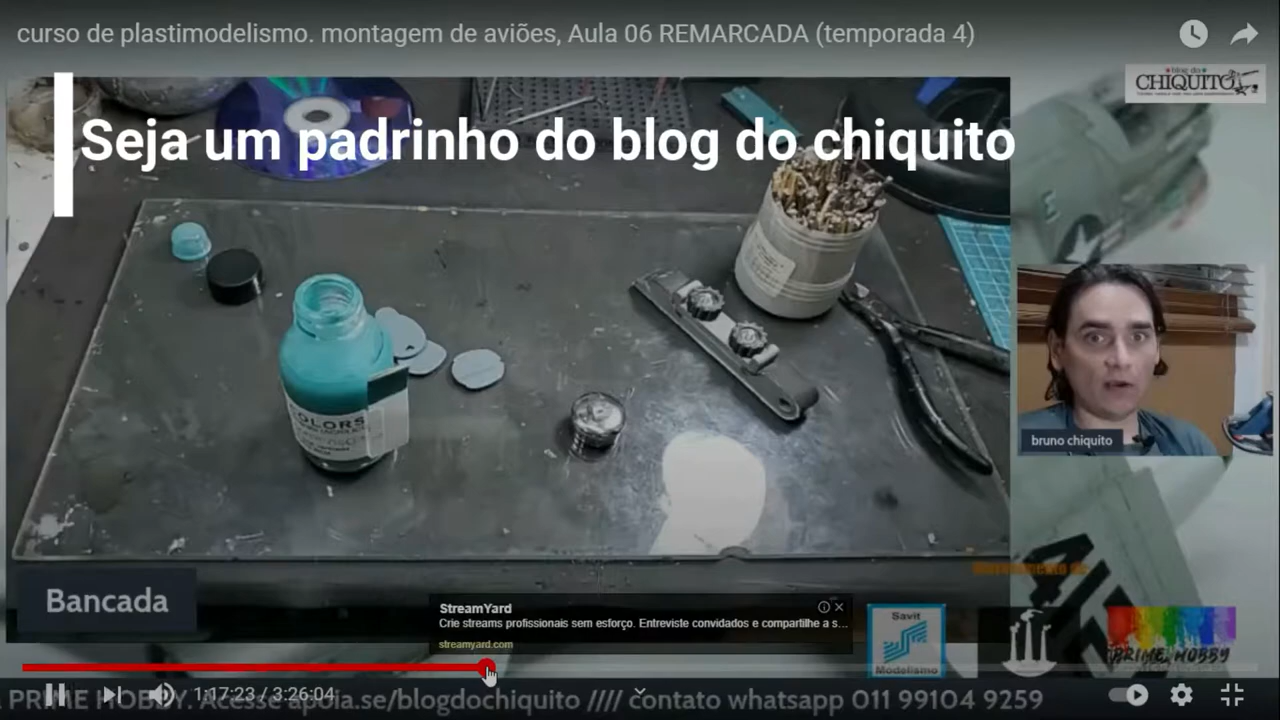 curso de plastimodelismo. montagem de aviões, Aula 06 REMARCADA (temporada 4)
blog do
CHIQUITO
Seja um padrinho do blog do chiquito
COLORS
bruno chiquito
Bancada
StreamYard
Crie streams profissionais sem esforço. Entreviste convidados e compartilhe a s...
streamyard.com
Savit
Modelismo
PRIME HOBBY
1:17:23 / 3:26:04
PRIME HOBBY. Acesse apoia.se/blogdochiquito //// contato whatsapp 011 99104 9259